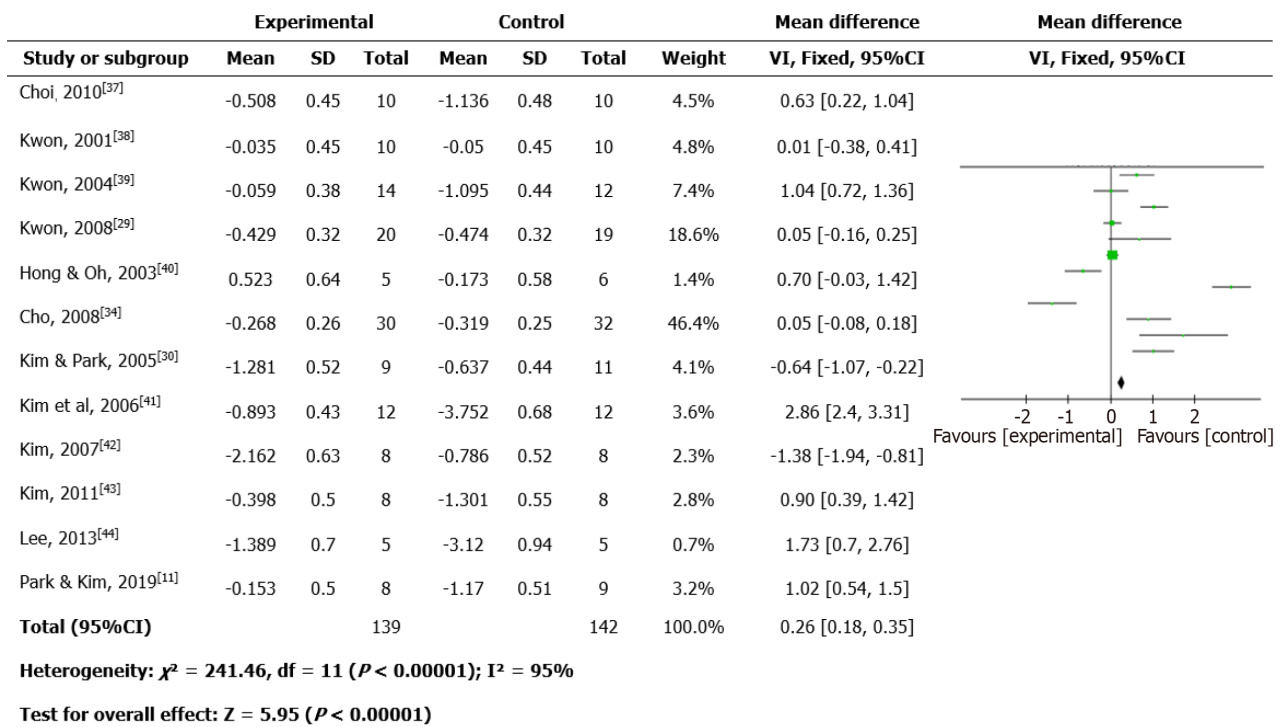 Experimental Control Mean difference Mean difference
Study or subgroup Mean SD Total Mean SD Total Weight VI, Fixed, 95%CI VI, Fixed, 95%CI
Choi, 2010[37] -0.508 0.45 10 -1.136 0.48 10 4.5% 0.63 [0.22, 1.04]
Kwon, 2001[38] -0.035 0.45 10 -0.05 0.45 10 4.8% 0.01 [-0.38, 0.41]
Kwon, 2004[39] -0.059 0.38 14 -1.095 0.44 12 7.4% 1.04 [0.72, 1.36]
Kwon, 2008[29] -0.429 0.32 20 -0.474 0.32 19 18.6% 0.05 [-0.16, 0.25]
Hong & Oh, 2003[40] 0.523 0.64 5 -0.173 0.58 6 1.4% 0.70 [-0.03, 1.42]
Cho, 2008[34] -0.268 0.26 30 -0.319 0.25 32 46.4% 0.05 [-0.08, 0.18]
Kim & Park, 2005[30] -1.281 0.52 9 -0.637 0.44 11 4.1% -0.64 [-1.07, -0.22]
Kim et al, 2006[41] -0.893 0.43 12 -3.752 0.68 12 3.6% 2.86 [2.4, 3.31]
-2 -1 0 1 2
Favours [experimental] Favours [control]
Kim, 2007[42] -2.162 0.63 8 -0.786 0.52 8 2.3% -1.38 [-1.94, -0.81]
Kim, 2011[43] -0.398 0.5 8 -1.301 0.55 8 2.8% 0.90 [0.39, 1.42]
Lee, 2013[44] -1.389 0.7 5 -3.12 0.94 5 0.7% 1.73 [0.7, 2.76]
Park & Kim, 2019[11] -0.153 0.5 8 -1.17 0.51 9 3.2% 1.02 [0.54, 1.5]
Total (95%CI) 139 142 100.0% 0.26 [0.18, 0.35]
Heterogeneity: χ² = 241.46, df = 11 (P < 0.00001); I² = 95%
Test for overall effect: Z = 5.95 (P < 0.00001)